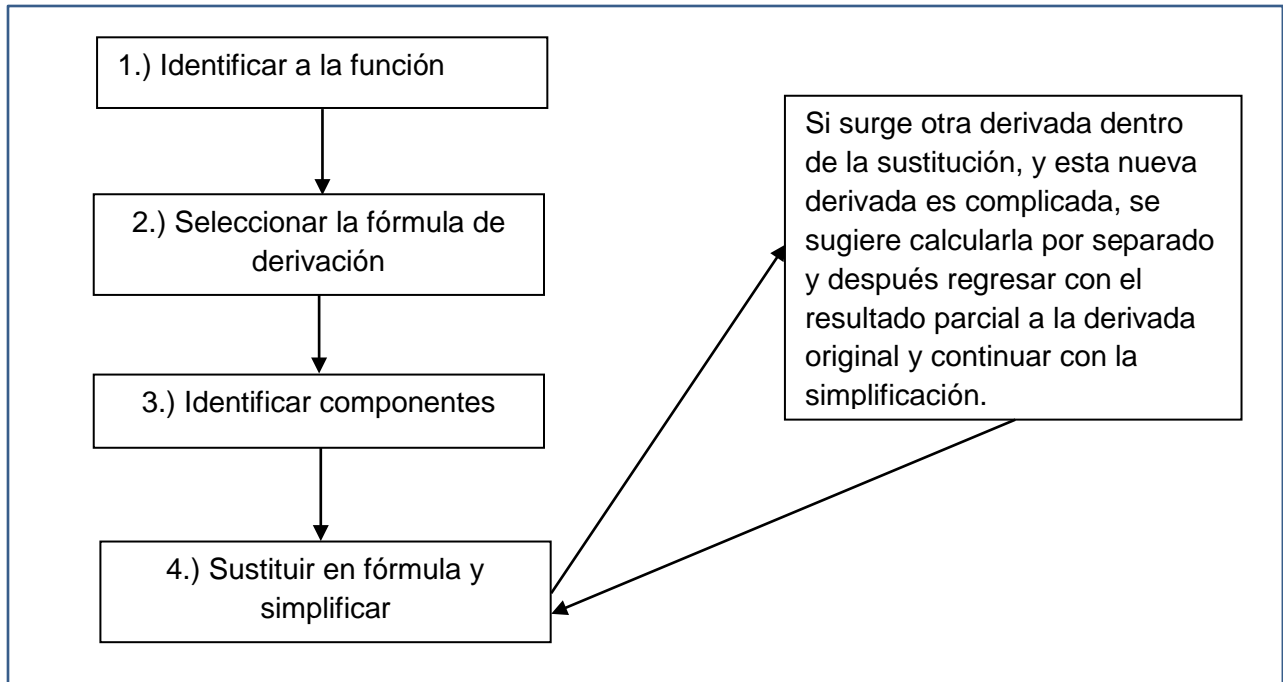 1.) Identificar a la función
2.) Seleccionar la fórmula de
derivación
3.) Identificar componentes
4.) Sustituir en fórmula y
simplificar
Si surge otra derivada dentro
de la sustitución, y esta nueva
derivada es complicada, se
sugiere calcularla por separado
y después regresar con el
resultado parcial a la derivada
original y continuar con la
simplificación.